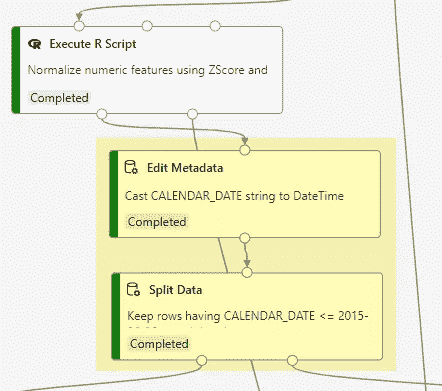 Execute R Script
Normalize numeric features using ZScore and
Completed
Edit Metadata
Cast CALENDAR_DATE string to DateTime
Completed
Split Data
Keep rows having CALENDAR_DATE <= 2015-
Completed